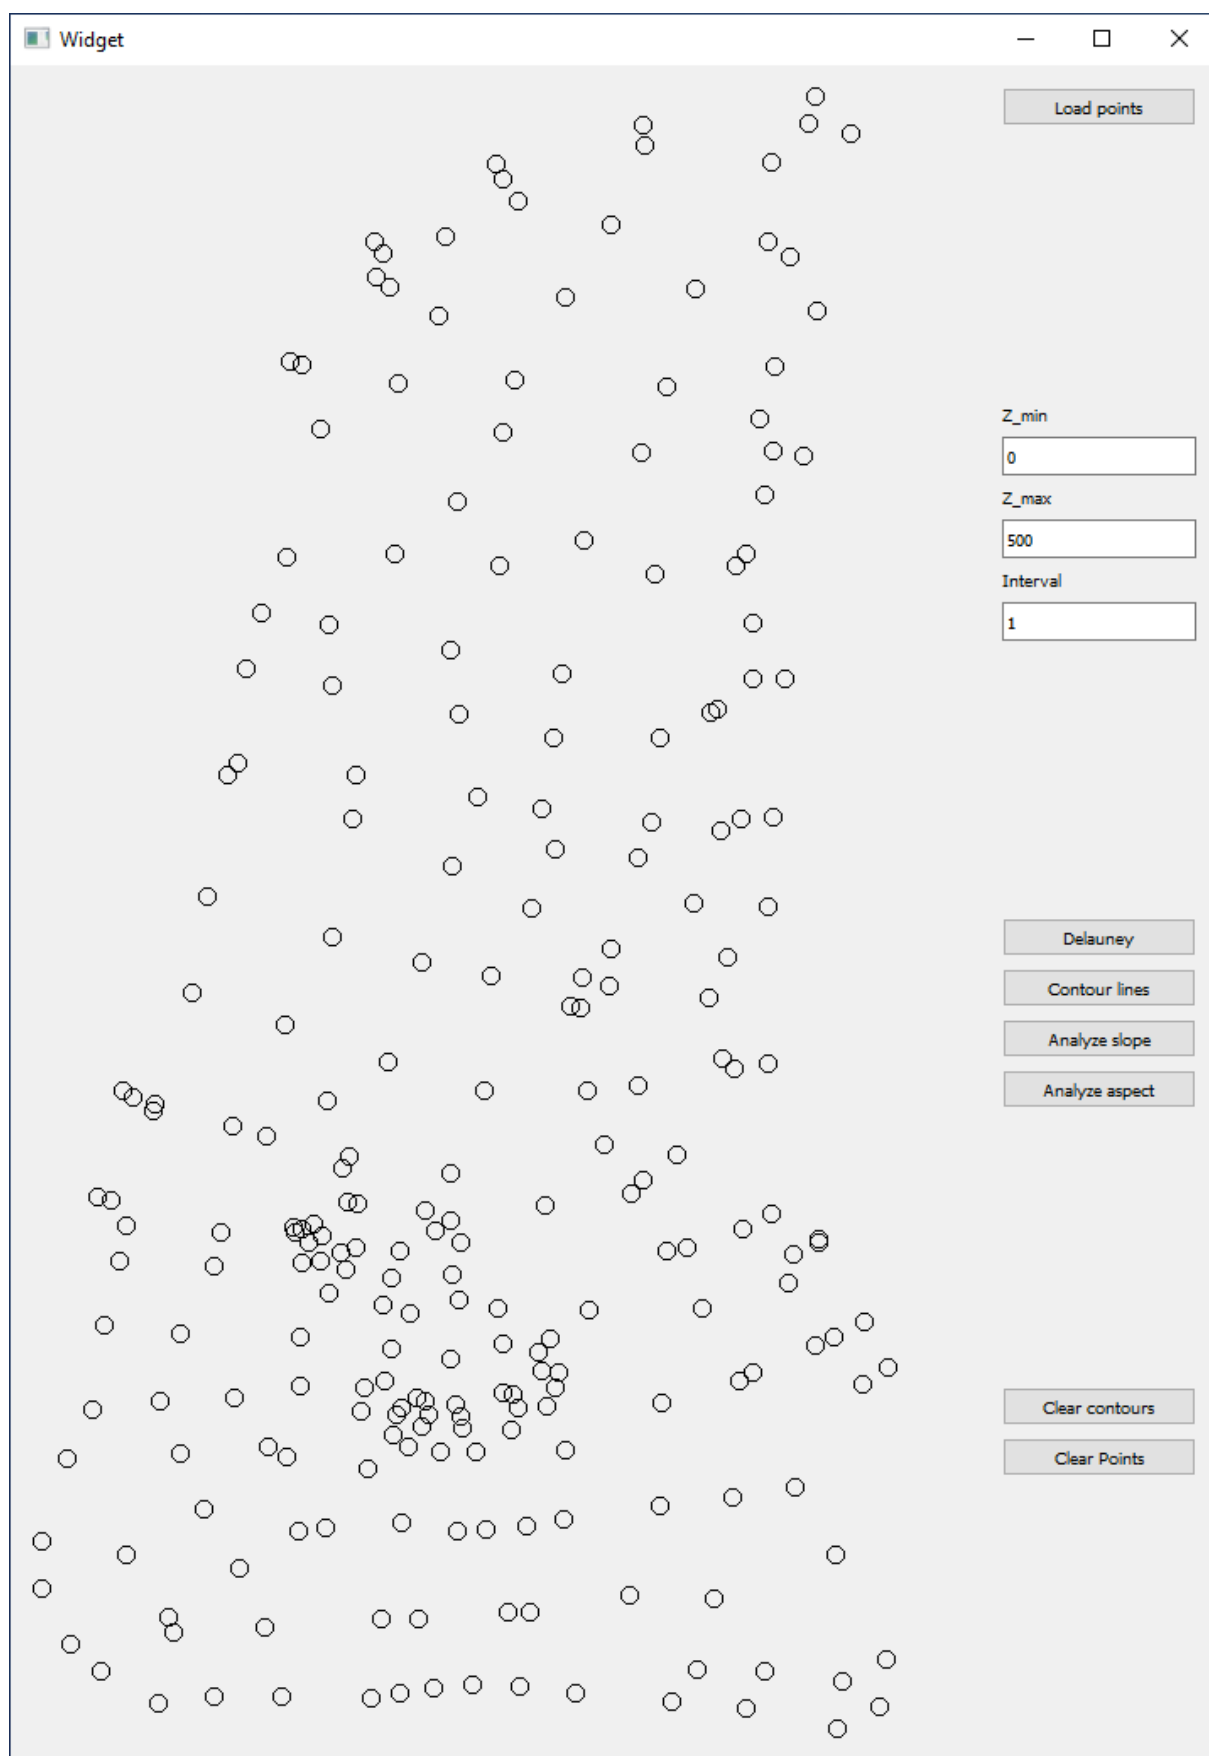 Widget
Load points
Z_min
0
Z_max
500
Interval
1
Delauney
Contour lines
Analyze slope
Analyze aspect
Clear contours
Clear Points